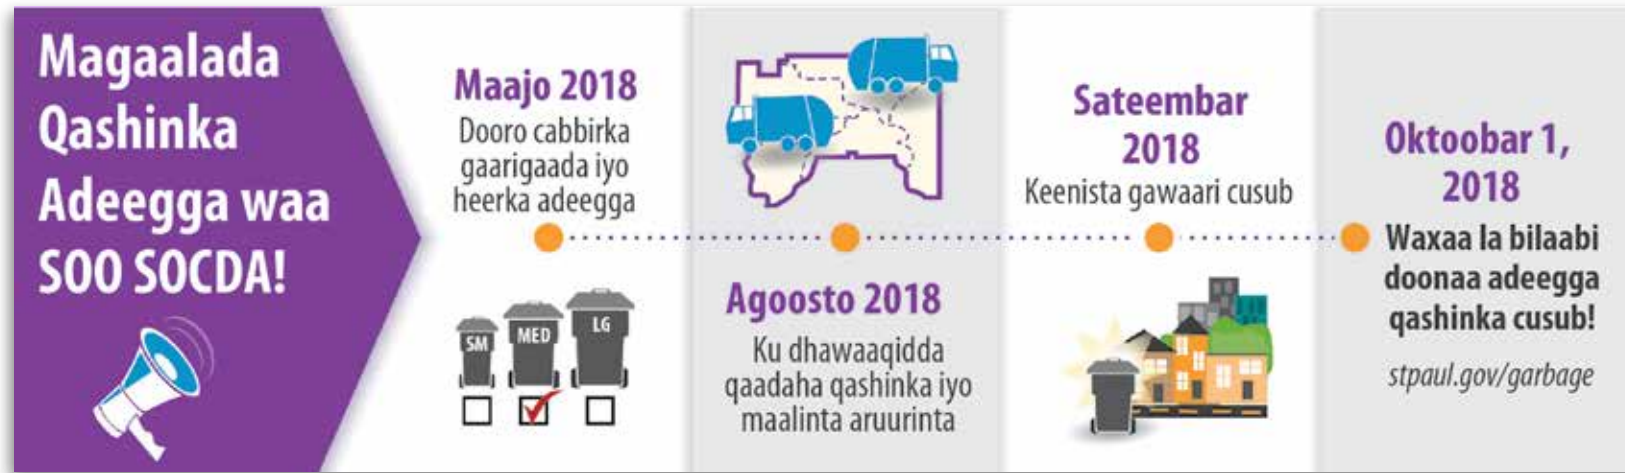 Magaalada
Qashinka
Adeegga waa
SOO SOCDA!
Maajo 2018
Dooro cabbirka
gaarigaada iyo
heerka adeegga
SM
MED
LG
Agoosto 2018
Ku dhawaaqidda
qaadaha qashinka iyo
maalinta aruurinta
Sateembar
2018
Keenista gawaari cusub
Oktoobar 1,
2018
Waxaa la bilaabi
doonaa adeegga
qashinka cusub!
stpaul.gov/garbage